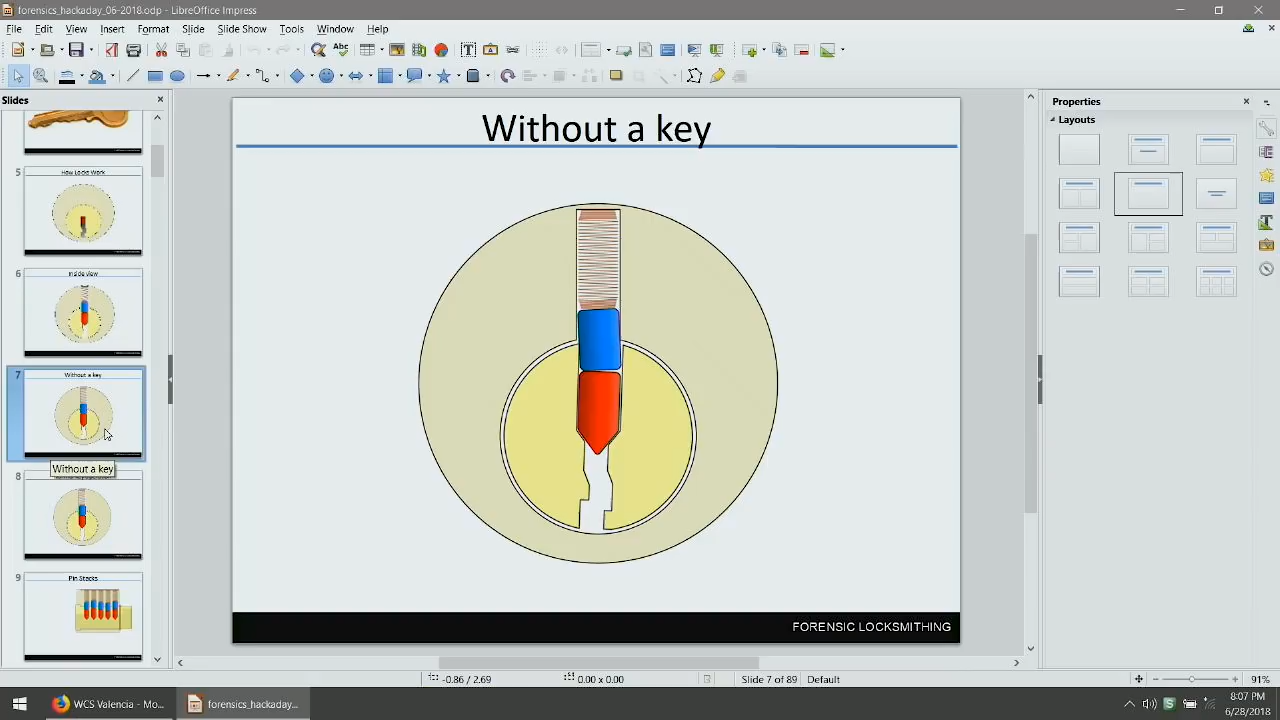 forensics_hackaday_06-2018.odp - LibreOffice Impress
File Edit View Insert Format Slide Slide Show Tools Window Help
Slides
5
How Locks Work
6
Inside view
7
Without a key
Without a key
8
9
Pin Stacks
Without a key
FORENSIC LOCKSMITHING
Properties
Layouts
-0.86 / 2.69
0.00 x 0.00
Slide 7 of 89
Default
91%
WCS Valencia - Mo...
forensics_hackaday...
8:07 PM
6/28/2018